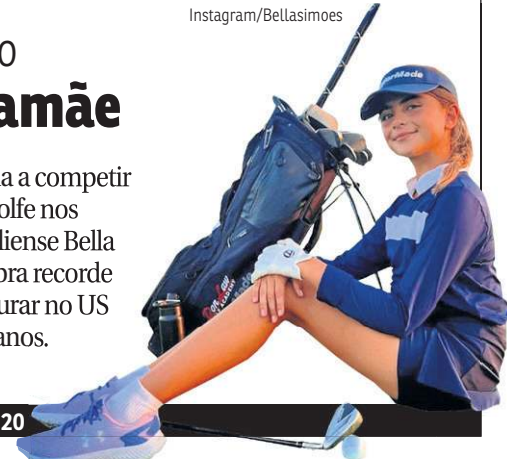 Instagram/Bellasimoes
O
amãe
a a competir
olfe nos
liense Bella
bra recorde
urar no US
anos.
20